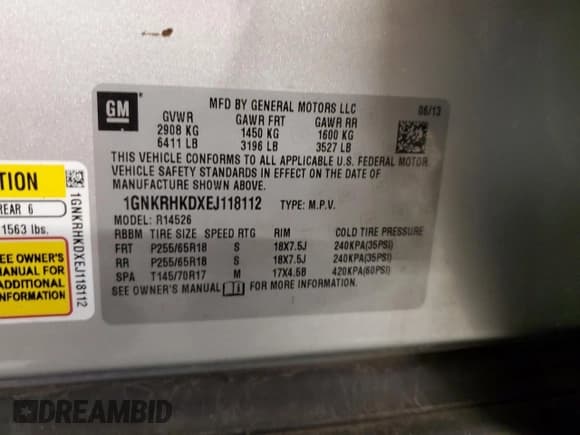 GM
MFD BY GENERAL MOTORS LLC
06/13
GVWR GAWR FRT GAWR RR
2908 KG 1450 KG 1600 KG
6411 LB 3196 LB 3527 LB
THIS VEHICLE CONFORMS TO ALL APPLICABLE U.S. FEDERAL MOTOR
VEHICLE SAFETY STANDARDS IN EFFECT ON THE DATE OF
MANUFACTURE SHOWN ABOVE.
1GNKRHKDXEJ118112 TYPE: M.P.V.
MODEL: R14526
RBBM TIRE SIZE SPEED RTG RIM COLD TIRE PRESSURE
FRT P255/65R18 S 18X7.5J 240KPA(35PSI)
RR P255/65R18 S 18X7.5J 240KPA(35PSI)
SPA T145/70R17 M 17X4.5B 420KPA(60PSI)
SEE OWNER'S MANUAL FOR MORE INFORMATION.
TION
REAR 6
1563 lbs.
EE OWNER'S
MANUAL FOR
ADDITIONAL
INFORMATION
1GNKRHKDXEJ118112
DREAMBID